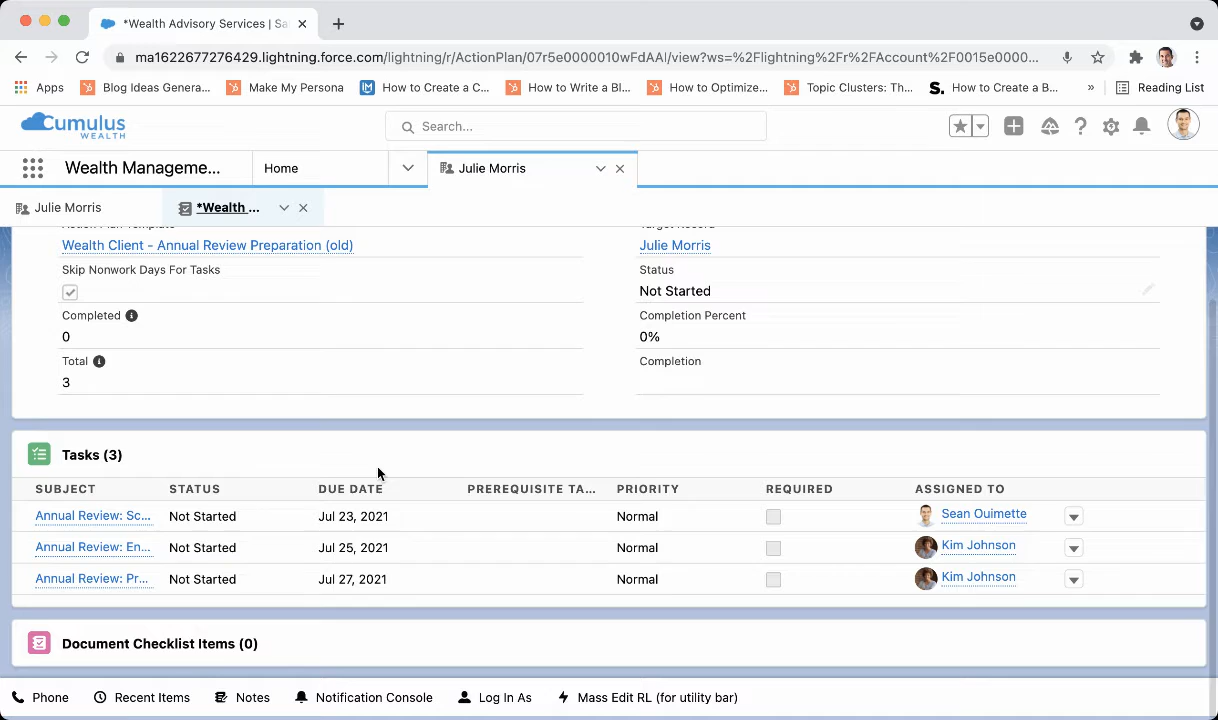 *Wealth Advisory Services | Sa
ma1622677276429.lightning.force.com/lightning/r/ActionPlan/07r5e0000010wFdAAI/view?ws=%2Flightning%2Fr%2FAccount%2F0015e0000...
Apps Blog Ideas Genera... Make My Persona How to Create a C... How to Write a Bl... How to Optimize... Topic Clusters: Th... S. How to Create a B... » Reading List
Cumulus
WEALTH
Search...
Wealth Manageme... Home Julie Morris
Julie Morris *Wealth ...
Action Plan Template Target Record
Wealth Client - Annual Review Preparation (old) Julie Morris
Skip Nonwork Days For Tasks Status
Not Started
Completed Completion Percent
0 0%
Total Completion
3
Tasks (3)
SUBJECT STATUS DUE DATE PREREQUISITE TA... PRIORITY REQUIRED ASSIGNED TO
Annual Review: Sc... Not Started Jul 23, 2021 Normal Sean Ouimette
Annual Review: En... Not Started Jul 25, 2021 Normal Kim Johnson
Annual Review: Pr... Not Started Jul 27, 2021 Normal Kim Johnson
Document Checklist Items (0)
Phone Recent Items Notes Notification Console Log In As Mass Edit RL (for utility bar)